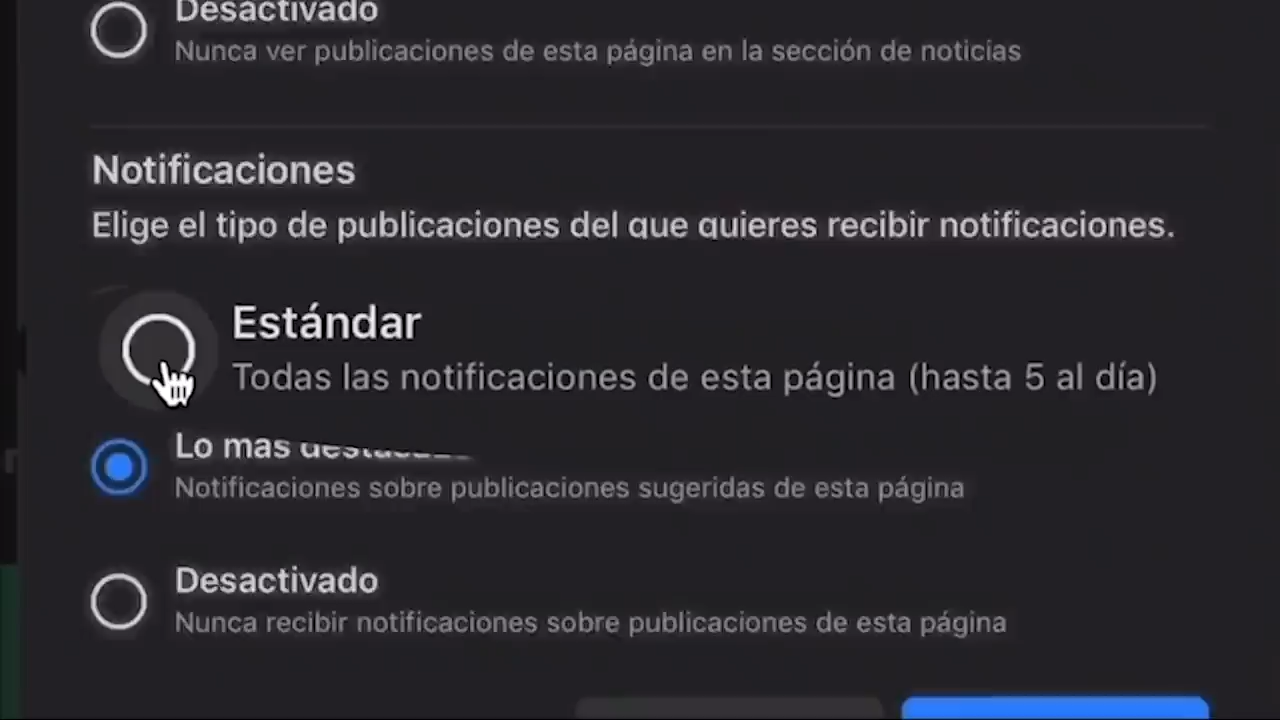 Desactivado
Nunca ver publicaciones de esta página en la sección de noticias
Notificaciones
Elige el tipo de publicaciones del que quieres recibir notificaciones.
Estándar
Todas las notificaciones de esta página (hasta 5 al día)
Lo mas
Notificaciones sobre publicaciones sugeridas de esta página
Desactivado
Nunca recibir notificaciones sobre publicaciones de esta página